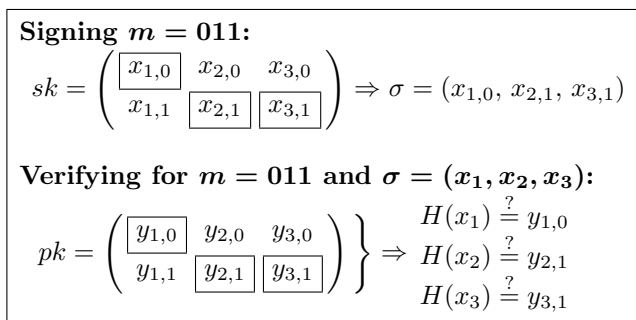 Signing m = 011:
sk = ( x1,0 x2,0 x3,0
x1,1 x2,1 x3,1 ) ⇒ σ = (x1,0, x2,1, x3,1)
Verifying for m = 011 and σ = (x1, x2, x3):
pk = ( y1,0 y2,0 y3,0
y1,1 y2,1 y3,1 ) } ⇒
H(x1) ≟ y1,0
H(x2) ≟ y2,1
H(x3) ≟ y3,1